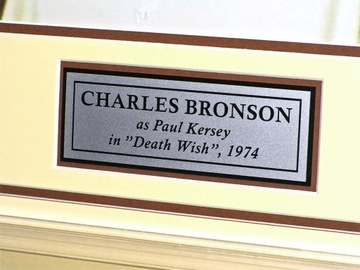 CHARLES BRONSON
as Paul Kersey
in "Death Wish", 1974